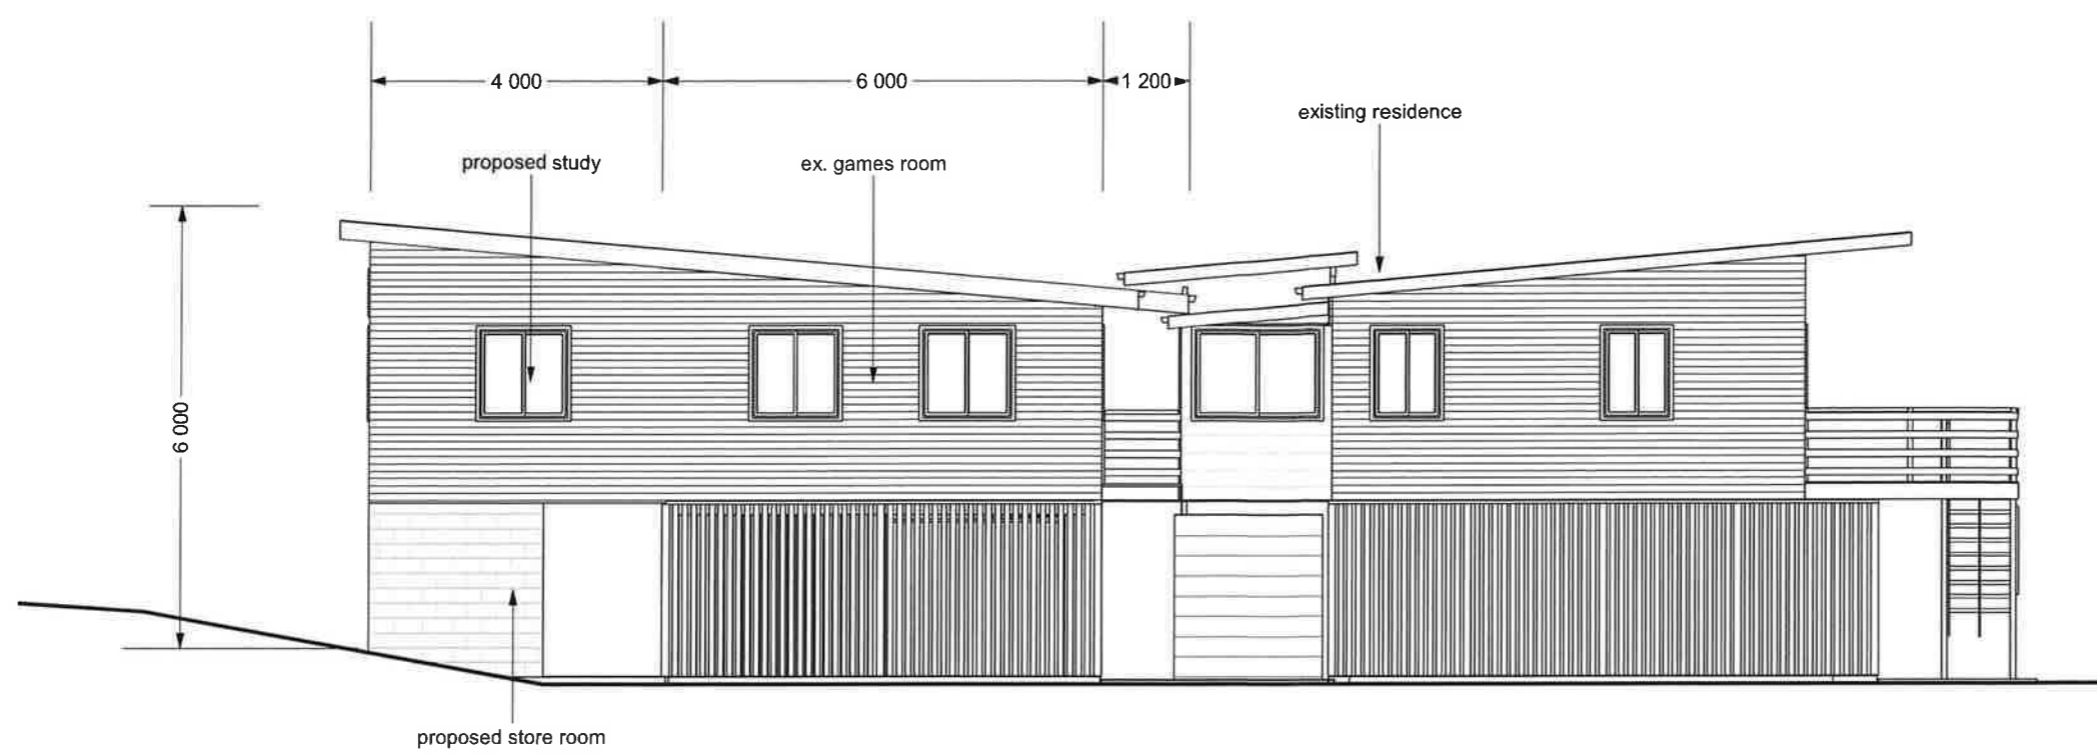 4 000
6 000
1 200
existing residence
proposed study
ex. games room
6 000
proposed store room